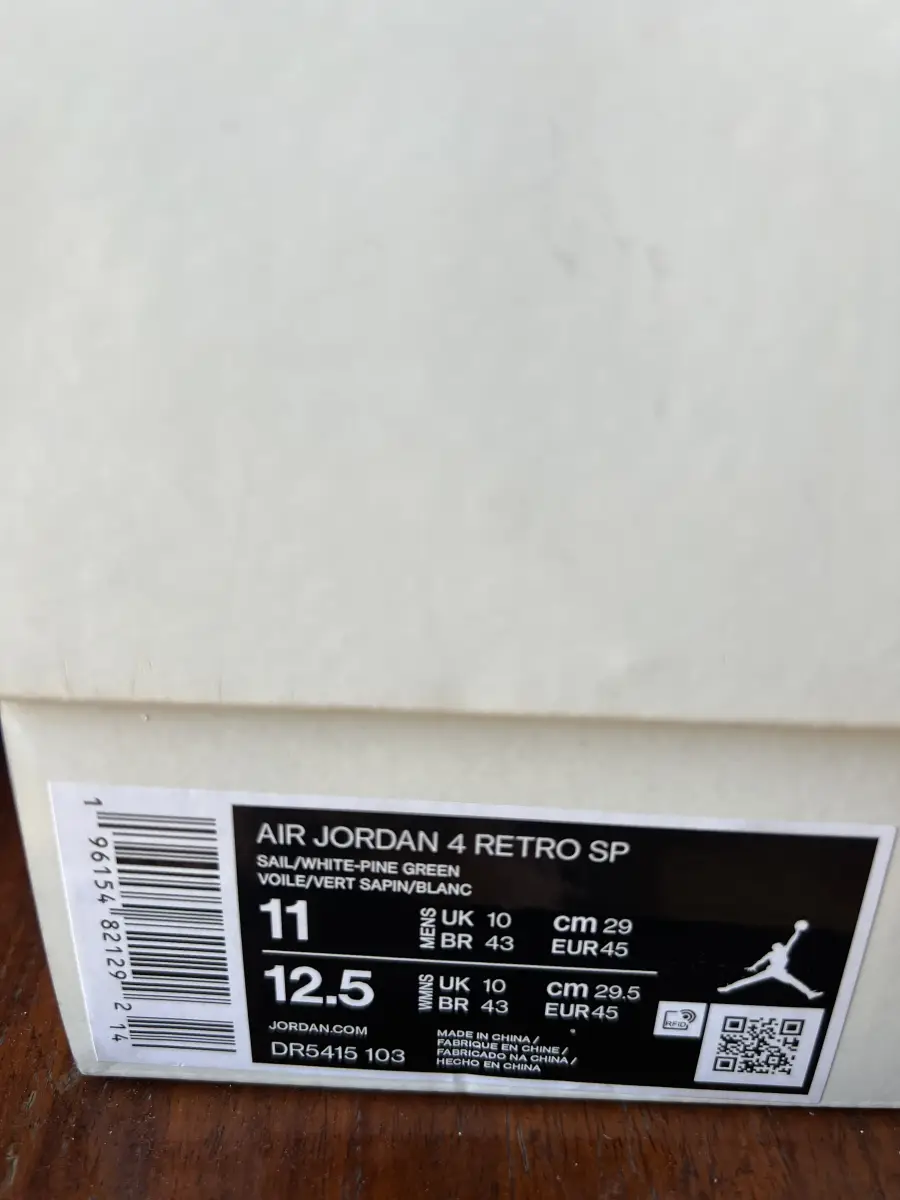 1 96154 82129 2 14
AIR JORDAN 4 RETRO SP
SAIL/WHITE-PINE GREEN
VOILE/VERT SAPIN/BLANC
11
MENS
UK 10
BR 43
cm 29
EUR 45
12.5
WMNS
UK 10
BR 43
cm 29.5
EUR 45
JORDAN.COM
DR5415 103
MADE IN CHINA /
FABRIQUE EN CHINE /
FABRICADO NA CHINA /
HECHO EN CHINA
RFID